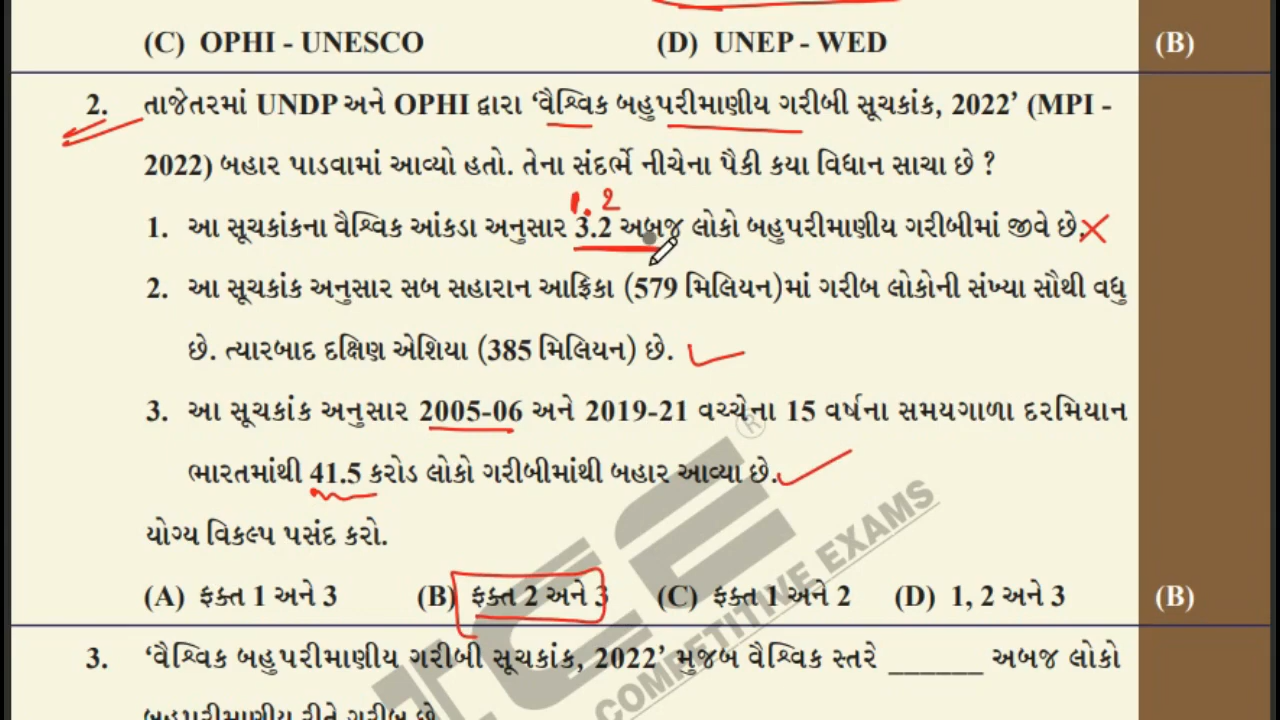 (C) OPHI - UNESCO (D) UNEP - WED (B)
2. તાજેતરમાં UNDP અને OPHI દ્વારા ‘વૈશ્વિક બહુપરીમાણીય ગરીબી સૂચકાંક, 2022’ (MPI -
2022) બહાર પાડવામાં આવ્યો હતો. તેના સંદર્ભે નીચેના પૈકી કયા વિધાન સાચા છે ?
1.2
1. આ સૂચકાંકના વૈશ્વિક આંકડા અનુસાર 3.2 અબજ લોકો બહુપરીમાણીય ગરીબીમાં જીવે છે.
2. આ સૂચકાંક અનુસાર સબ સહારાન આફ્રિકા (579 મિલિયન)માં ગરીબ લોકોની સંખ્યા સૌથી વધુ
છે. ત્યારબાદ દક્ષિણ એશિયા (385 મિલિયન) છે.
3. આ સૂચકાંક અનુસાર 2005-06 અને 2019-21 વચ્ચેના 15 વર્ષના સમયગાળા દરમિયાન
ભારતમાંથી 41.5 કરોડ લોકો ગરીબીમાંથી બહાર આવ્યા છે.
યોગ્ય વિકલ્પ પસંદ કરો.
(A) ફક્ત 1 અને 3 (B) ફક્ત 2 અને 3 (C) ફક્ત 1 અને 2 (D) 1, 2 અને 3 (B)
3. ‘વૈશ્વિક બહુપરીમાણીય ગરીબી સૂચકાંક, 2022’ મુજબ વૈશ્વિક સ્તરે ______ અબજ લોકો
બહુપરીમાણીય રીતે ગરીબ છે.
ICE
COMPETITIVE EXAMS
®